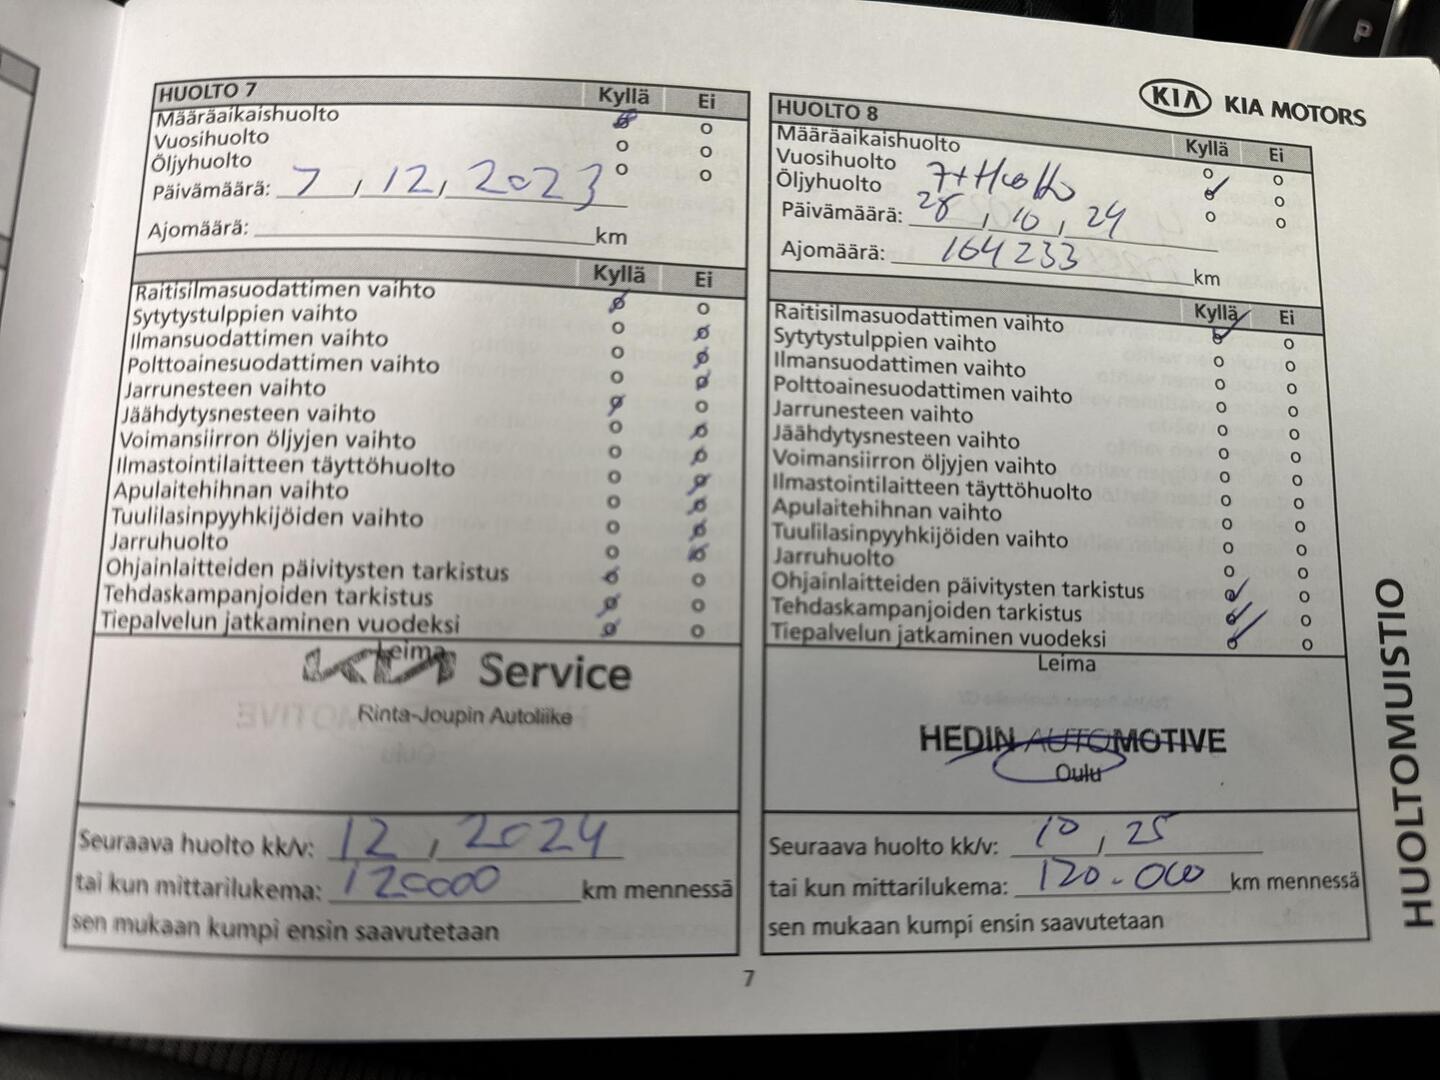 HUOLTO 7 Kyllä Ei
Määräaikaishuolto
Vuosihuolto
Öljyhuolto
Päivämäärä: 7, 12, 2023
Ajomäärä: km
Kyllä Ei
Raitisilmasuodattimen vaihto
Sytytystulppien vaihto
Ilmansuodattimen vaihto
Polttoainesuodattimen vaihto
Jarrunesteen vaihto
Jäähdytysnesteen vaihto
Voimansiirron öljyjen vaihto
Ilmastointilaitteen täyttöhuolto
Apulaitehihnan vaihto
Tuulilasinpyyhkijöiden vaihto
Jarruhuolto
Ohjainlaitteiden päivitysten tarkistus
Tehdaskampanjoiden tarkistus
Tiepalvelun jatkaminen vuodeksi
Leima
KIA Service
Rinta-Joupin Autoliike
Seuraava huolto kk/v: 12, 2024
tai kun mittarilukema: 120000 km mennessä
sen mukaan kumpi ensin saavutetaan
KIA KIA MOTORS
HUOLTO 8 Kyllä Ei
Määräaikaishuolto
Vuosihuolto 7+Huolto
Öljyhuolto
Päivämäärä: 28, 10, 24
Ajomäärä: 164233 km
Kyllä Ei
Raitisilmasuodattimen vaihto
Sytytystulppien vaihto
Ilmansuodattimen vaihto
Polttoainesuodattimen vaihto
Jarrunesteen vaihto
Jäähdytysnesteen vaihto
Voimansiirron öljyjen vaihto
Ilmastointilaitteen täyttöhuolto
Apulaitehihnan vaihto
Tuulilasinpyyhkijöiden vaihto
Jarruhuolto
Ohjainlaitteiden päivitysten tarkistus
Tehdaskampanjoiden tarkistus
Tiepalvelun jatkaminen vuodeksi
Leima
HEDIN AUTOMOTIVE
Oulu
Seuraava huolto kk/v: 10, 25
tai kun mittarilukema: 120.000 km mennessä
sen mukaan kumpi ensin saavutetaan
HUOLTOMUISTIO
7
P